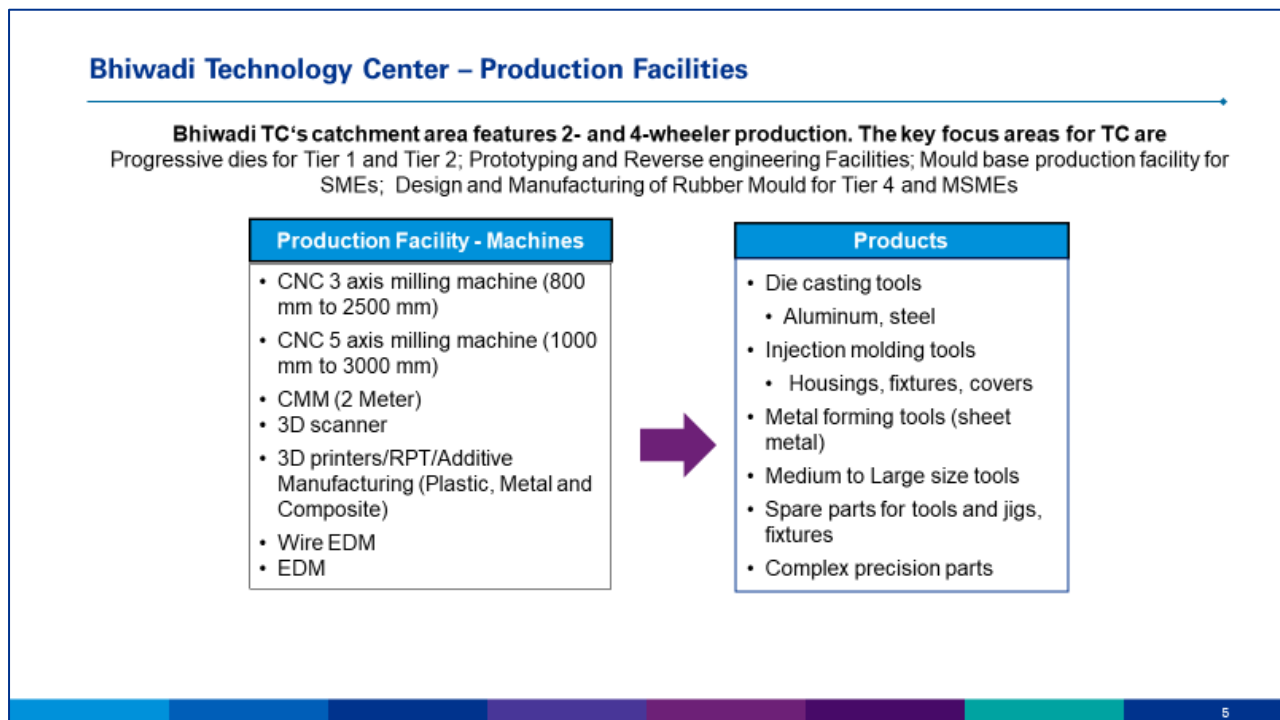 Bhiwadi Technology Center – Production Facilities
Bhiwadi TC‘s catchment area features 2- and 4-wheeler production. The key focus areas for TC are
Progressive dies for Tier 1 and Tier 2; Prototyping and Reverse engineering Facilities; Mould base production facility for
SMEs; Design and Manufacturing of Rubber Mould for Tier 4 and MSMEs
Production Facility - Machines
• CNC 3 axis milling machine (800
mm to 2500 mm)
• CNC 5 axis milling machine (1000
mm to 3000 mm)
• CMM (2 Meter)
• 3D scanner
• 3D printers/RPT/Additive
Manufacturing (Plastic, Metal and
Composite)
• Wire EDM
• EDM
Products
• Die casting tools
• Aluminum, steel
• Injection molding tools
• Housings, fixtures, covers
• Metal forming tools (sheet
metal)
• Medium to Large size tools
• Spare parts for tools and jigs,
fixtures
• Complex precision parts
5